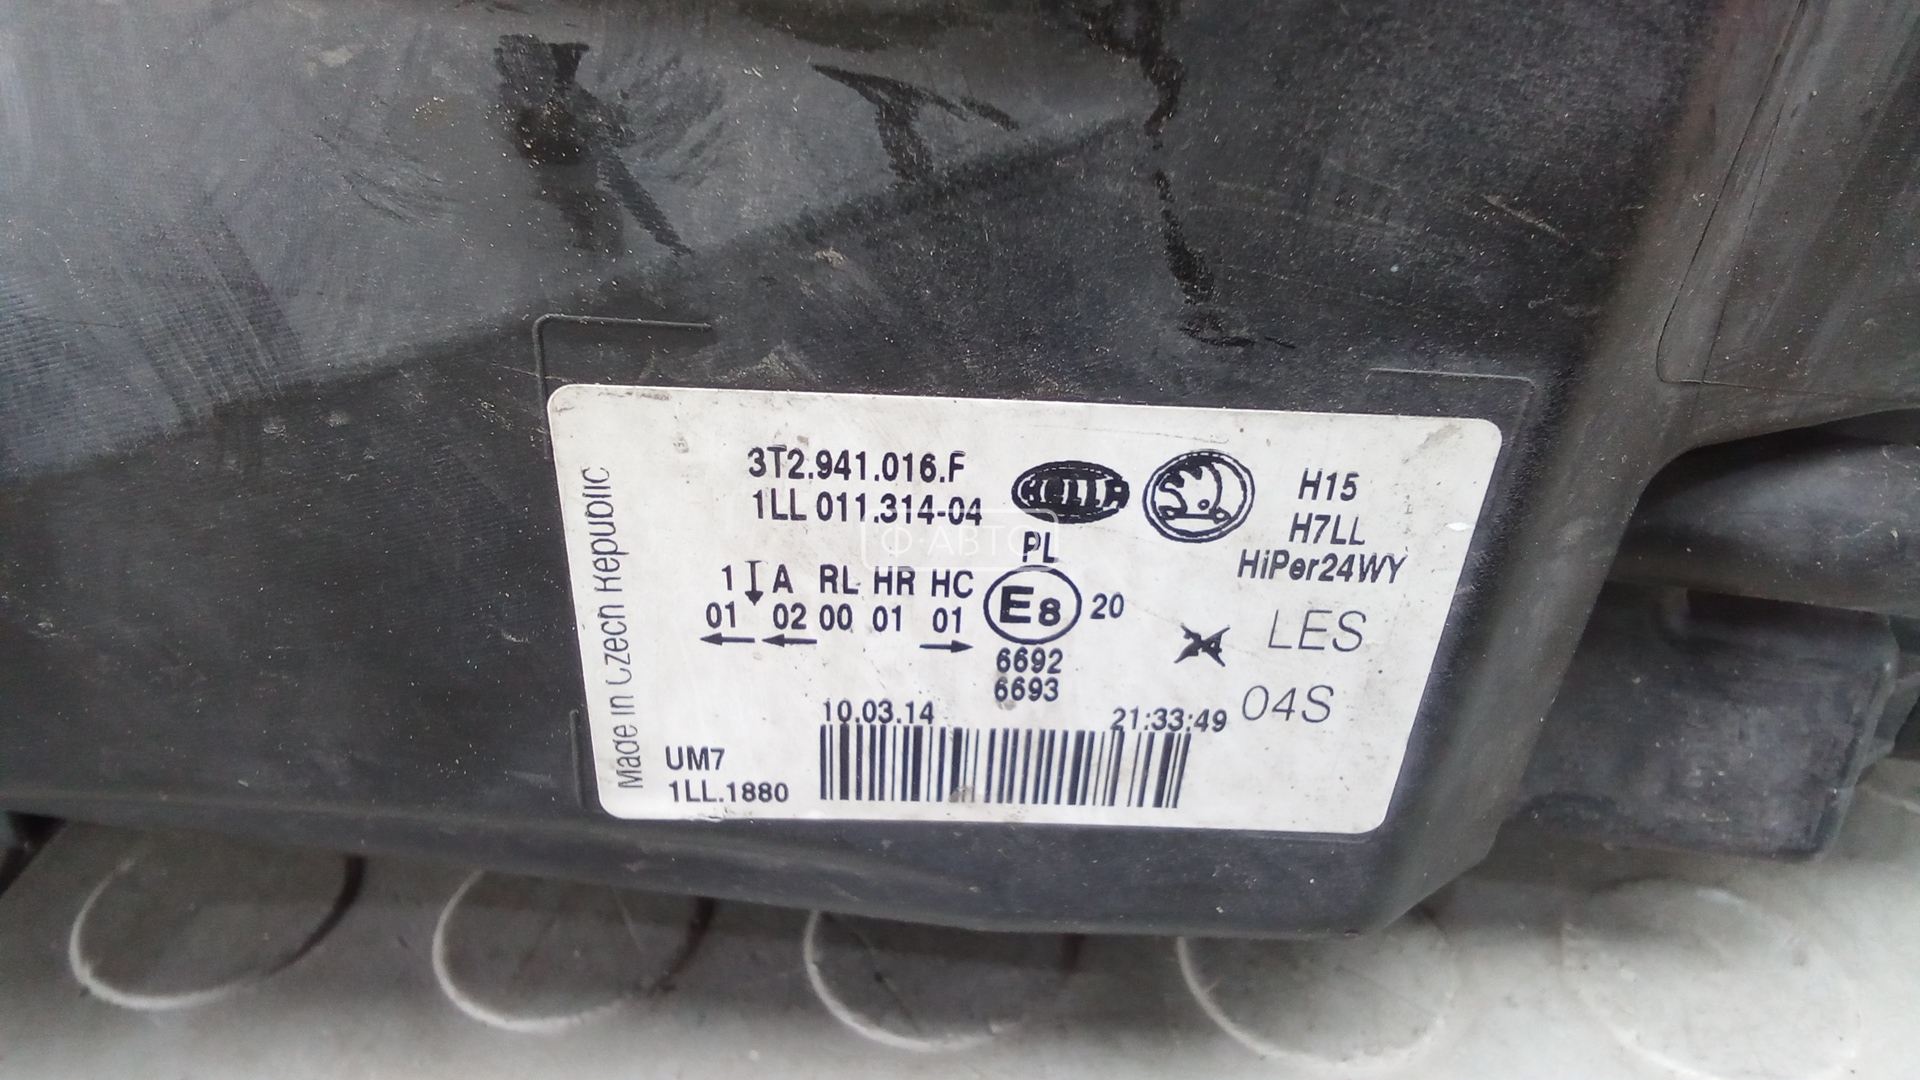 3T2.941.016.F
1LL 011.314-04
HELLA
H15
H7LL
HiPer24WY
PL
1 A RL HR HC
01 02 00 01 01
E8 20
6692
6693
24
LES
04S
10.03.14 21:33:49
UM7
1LL.1880
Made in Czech Republic
Ф-АВТО